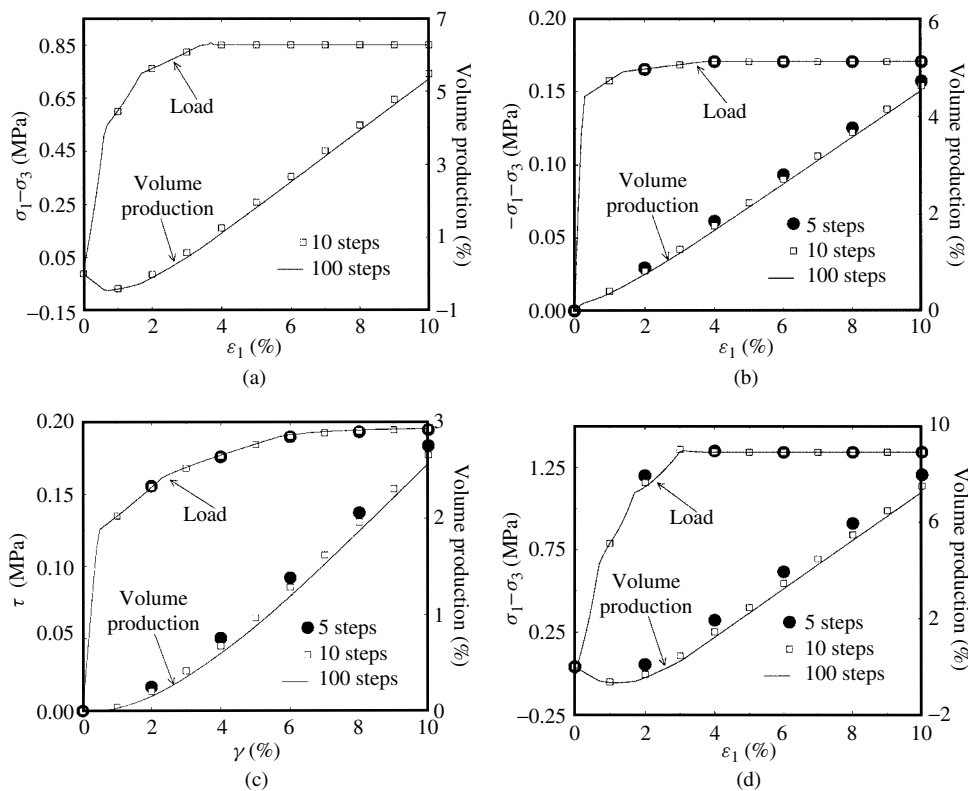 0.85
0.65
0.45
0.25
0.05
−0.15
σ1−σ3 (MPa)
7
5
3
1
−1
Volume production (%)
Load
Volume
production
10 steps
100 steps
0 2 4 6 8 10
ε1 (%)
(a)
0.20
0.15
0.10
0.05
0.00
-σ1−σ3 (MPa)
6
4
2
0
Volume production (%)
Load
Volume
production
5 steps
10 steps
100 steps
0 2 4 6 8 10
ε1 (%)
(b)
0.20
0.15
0.10
0.05
0.00
τ (MPa)
3
2
1
0
Volume production (%)
Load
Volume
production
5 steps
10 steps
100 steps
0 2 4 6 8 10
γ (%)
(c)
1.25
0.75
0.25
−0.25
σ1−σ3 (MPa)
10
6
2
−2
Volume production (%)
Load
Volume
production
5 steps
10 steps
100 steps
0 2 4 6 8 10
ε1 (%)
(d)